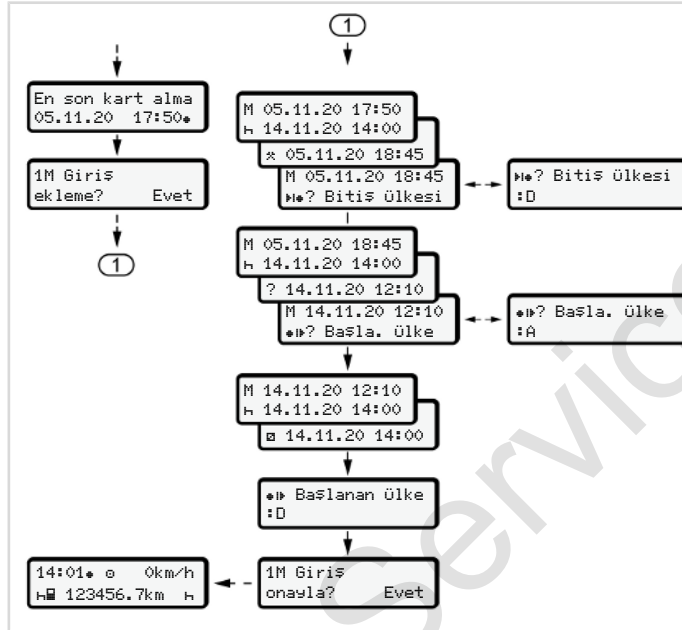 1
En son kart alma
05.11.20 17:50
1M Giriş
ekleme? Evet
1
M 05.11.20 17:50
14.11.20 14:00
05.11.20 18:45
M 05.11.20 18:45
? Bitiş ülkesi
? Bitiş ülkesi
:D
M 05.11.20 18:45
14.11.20 14:00
? 14.11.20 12:10
M 14.11.20 12:10
? Başla. ülke
? Başla. ülke
:A
M 14.11.20 12:10
14.11.20 14:00
14.11.20 14:00
Başlanan ülke
:D
1M Giriş
onayla? Evet
14:01 0km/h
123456.7km
Service